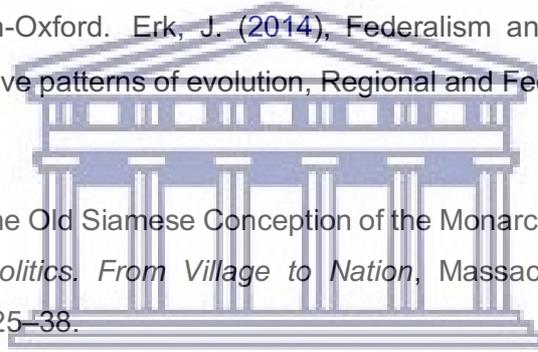 n-Oxford. Erk, J. (2014), Federalism an
ve patterns of evolution, Regional and Fe
ne Old Siamese Conception of the Monarc
olitics. From Village to Nation, Massac
25–38.